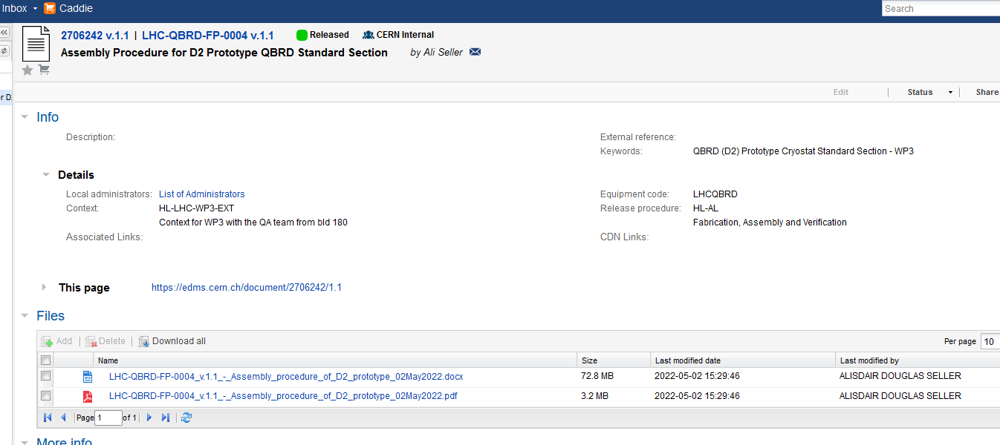 Inbox Caddie Search
2706242 v.1.1 | LHC-QBRD-FP-0004 v.1.1 Released CERN Internal
Assembly Procedure for D2 Prototype QBRD Standard Section by Ali Seller
Edit Status Share
Info
Description: External reference:
Keywords: QBRD (D2) Prototype Cryostat Standard Section - WP3
Details
Local administrators: List of Administrators Equipment code: LHCQBRD
Context: HL-LHC-WP3-EXT Release procedure: HL-AL
Context for WP3 with the QA team from bld 180 Fabrication, Assembly and Verification
Associated Links: CDN Links:
This page https://edms.cern.ch/document/2706242/1.1
Files
Add Delete Download all Per page 10
Name Size Last modified date Last modified by
LHC-QBRD-FP-0004_v.1.1_-_Assembly_procedure_of_D2_prototype_02May2022.docx 72.8 MB 2022-05-02 15:29:46 ALISDAIR DOUGLAS SELLER
LHC-QBRD-FP-0004_v.1.1_-_Assembly_procedure_of_D2_prototype_02May2022.pdf 3.2 MB 2022-05-02 15:29:46 ALISDAIR DOUGLAS SELLER
Page 1 of 1
More info